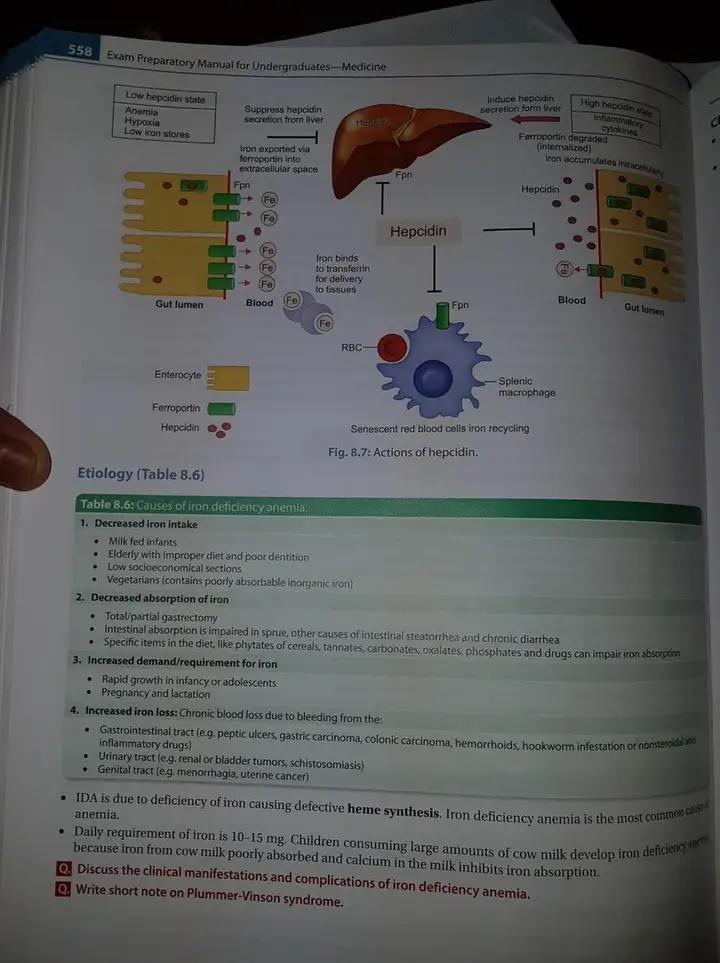 558 Exam Preparatory Manual for Undergraduates—Medicine
Low hepcidin state
Anemia
Hypoxia
Low iron stores
Suppress hepcidin
secretion from liver
Hepcidin
Induce hepcidin
secretion form liver
High hepcidin state
Inflammatory
cytokines
Iron exported via
ferroportin into
extracellular space
Ferroportin degraded
(internalized)
Iron accumulates intracellularly
Fpn
Fpn
Hepcidin
Fe
Fe
Fe
Fe
Fe
Hepcidin
Fe
Iron binds
to transferrin
for delivery
to tissues
Fe
Fe
Gut lumen
Blood
Blood
Gut lumen
Fpn
RBC
Splenic
macrophage
Enterocyte
Ferroportin
Hepcidin
Senescent red blood cells iron recycling
Fig. 8.7: Actions of hepcidin.
Etiology (Table 8.6)
Table 8.6: Causes of iron deficiency anemia.
1. Decreased iron intake
• Milk fed infants
• Elderly with improper diet and poor dentition
• Low socioeconomical sections
• Vegetarians (contains poorly absorbable inorganic iron)
2. Decreased absorption of iron
• Total/partial gastrectomy
• Intestinal absorption is impaired in sprue, other causes of intestinal steatorrhea and chronic diarrhea
• Specific items in the diet, like phytates of cereals, tannates, carbonates, oxalates, phosphates and drugs can impair iron absorption
3. Increased demand/requirement for iron
• Rapid growth in infancy or adolescents
• Pregnancy and lactation
4. Increased iron loss: Chronic blood loss due to bleeding from the:
• Gastrointestinal tract (e.g. peptic ulcers, gastric carcinoma, colonic carcinoma, hemorrhoids, hookworm infestation or nonsteroidal anti-
inflammatory drugs)
• Urinary tract (e.g. renal or bladder tumors, schistosomiasis)
• Genital tract (e.g. menorrhagia, uterine cancer)
• IDA is due to deficiency of iron causing defective heme synthesis. Iron deficiency anemia is the most common cause of
anemia.
• Daily requirement of iron is 10–15 mg. Children consuming large amounts of cow milk develop iron deficiency anemia
because iron from cow milk poorly absorbed and calcium in the milk inhibits iron absorption.
Q. Discuss the clinical manifestations and complications of iron deficiency anemia.
Q. Write short note on Plummer-Vinson syndrome.